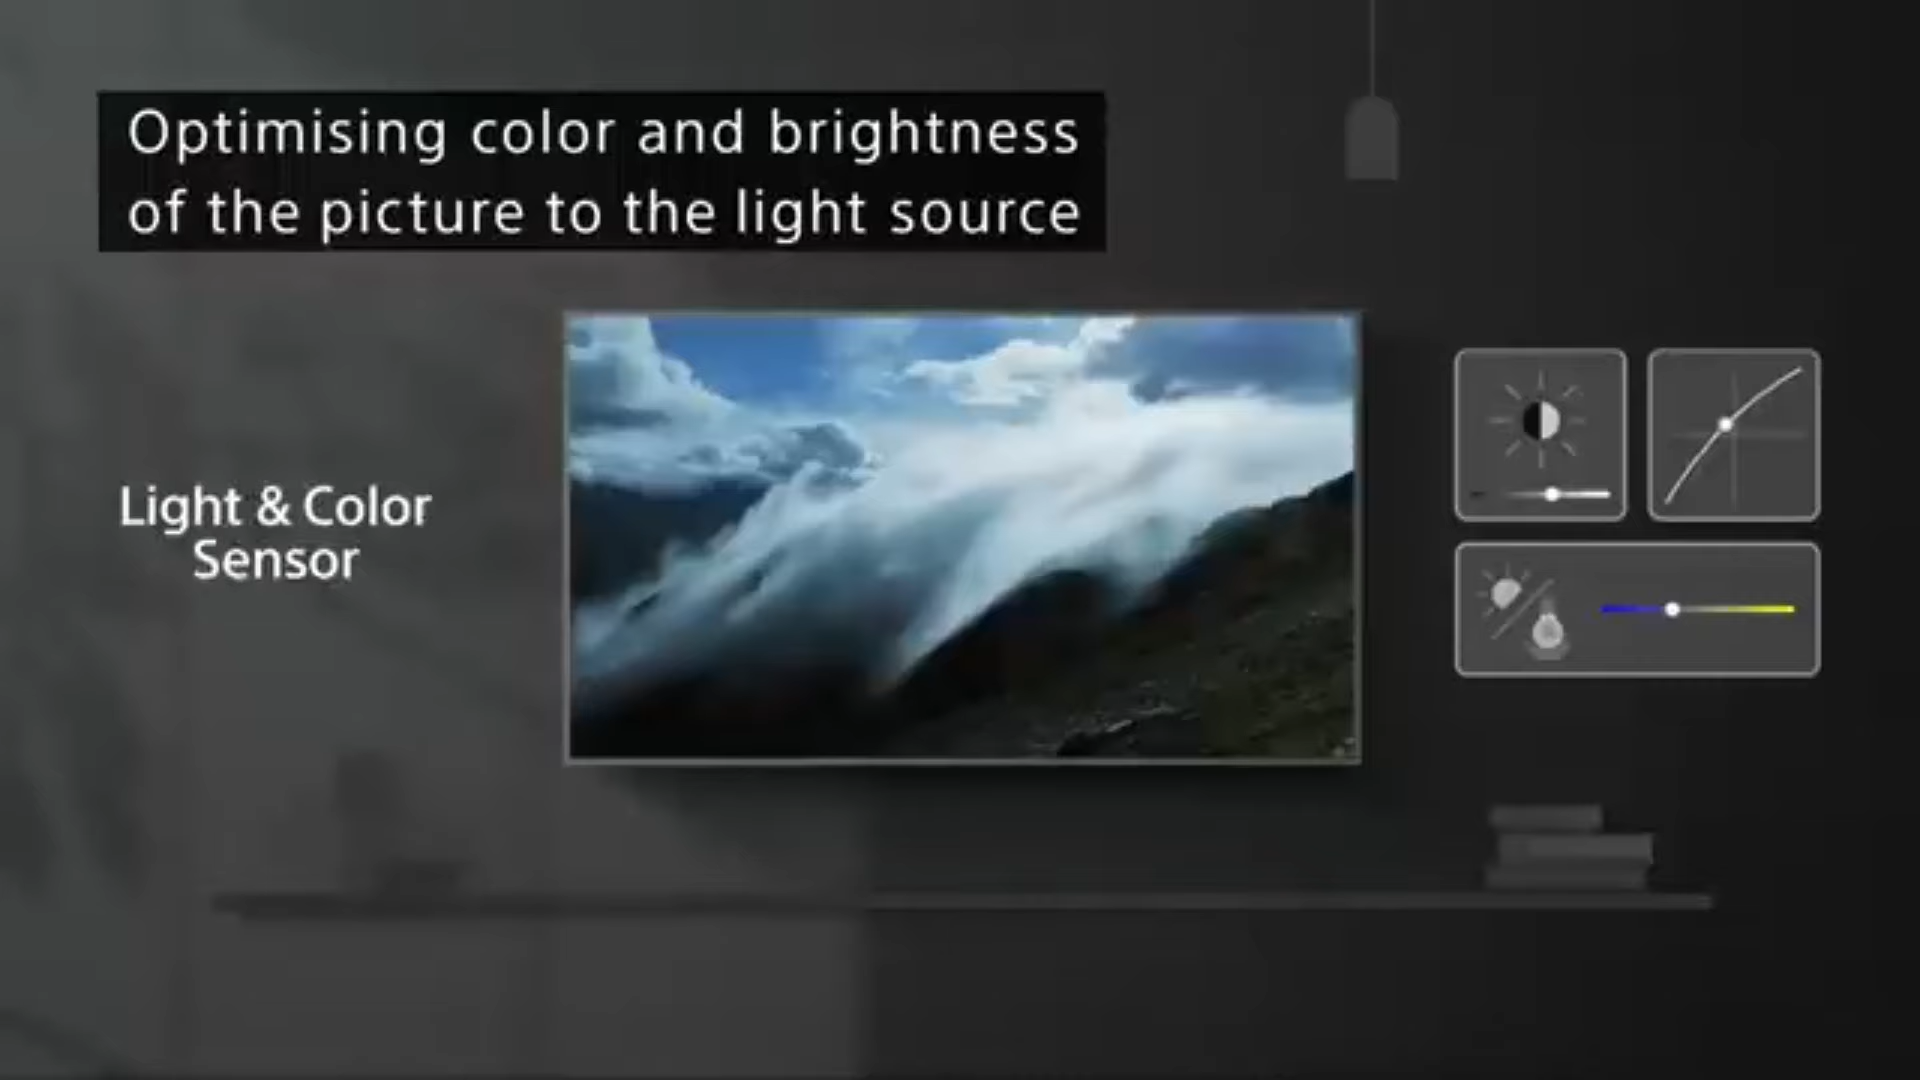 Optimising color and brightness
of the picture to the light source
Light & Color
Sensor